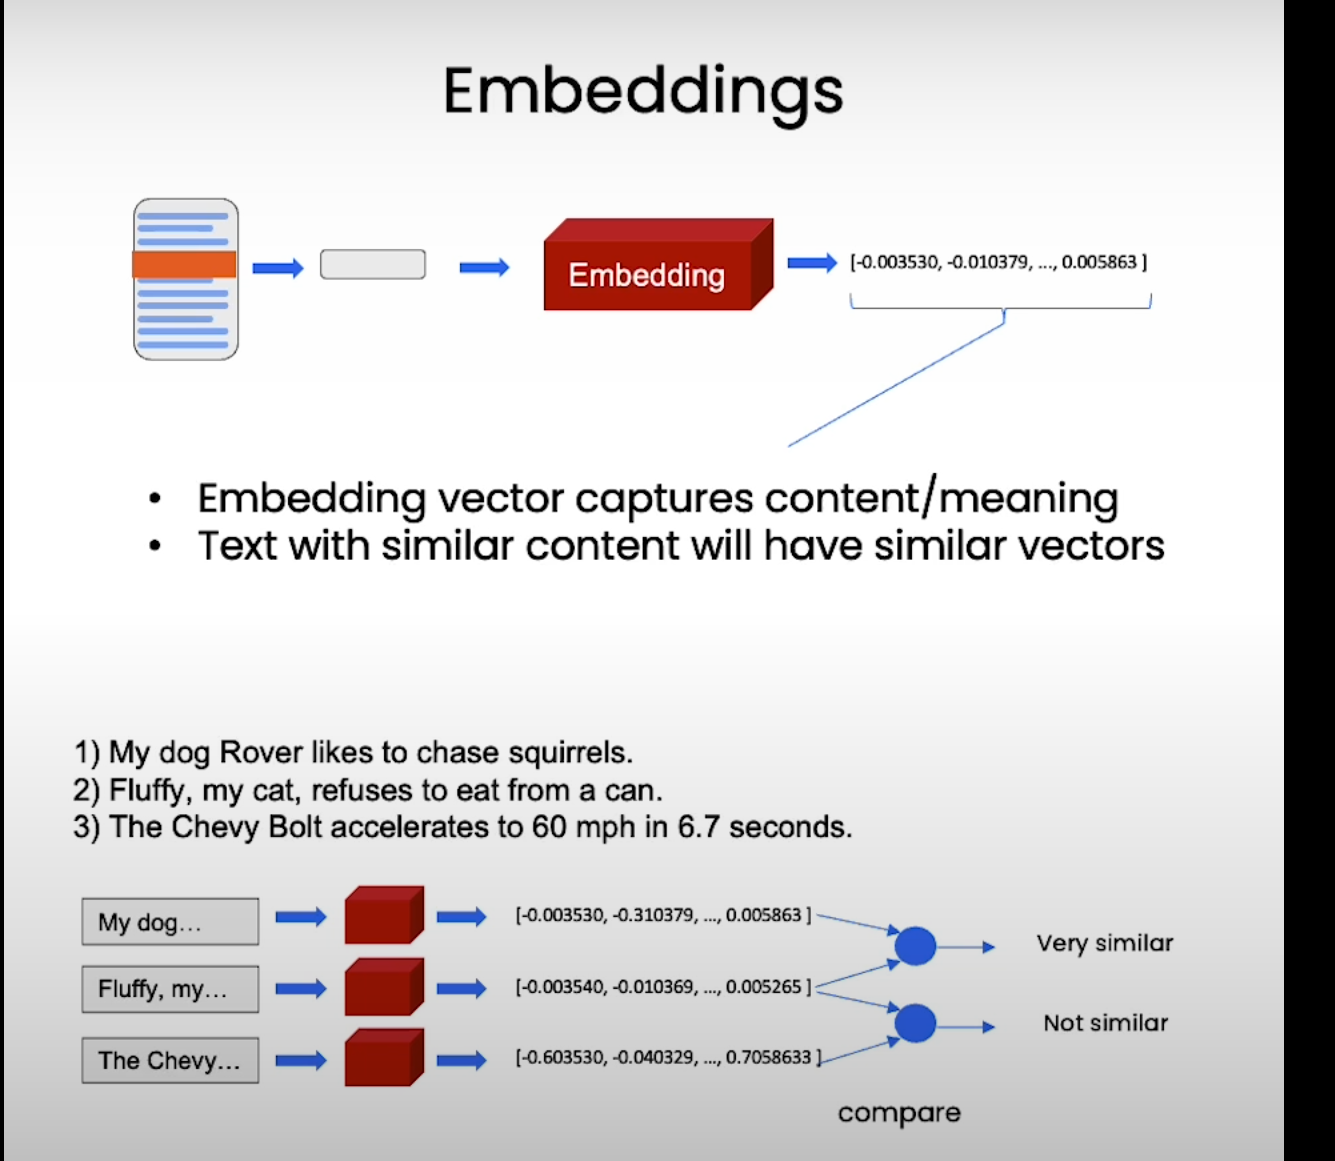 Embeddings
Embedding
[-0.003530, -0.010379, ..., 0.005863 ]
• Embedding vector captures content/meaning
• Text with similar content will have similar vectors
1) My dog Rover likes to chase squirrels.
2) Fluffy, my cat, refuses to eat from a can.
3) The Chevy Bolt accelerates to 60 mph in 6.7 seconds.
My dog...
[-0.003530, -0.310379, ..., 0.005863 ]
Very similar
Fluffy, my...
[-0.003540, -0.010369, ..., 0.005265 ]
Not similar
The Chevy...
[-0.603530, -0.040329, ..., 0.7058633 ]
compare